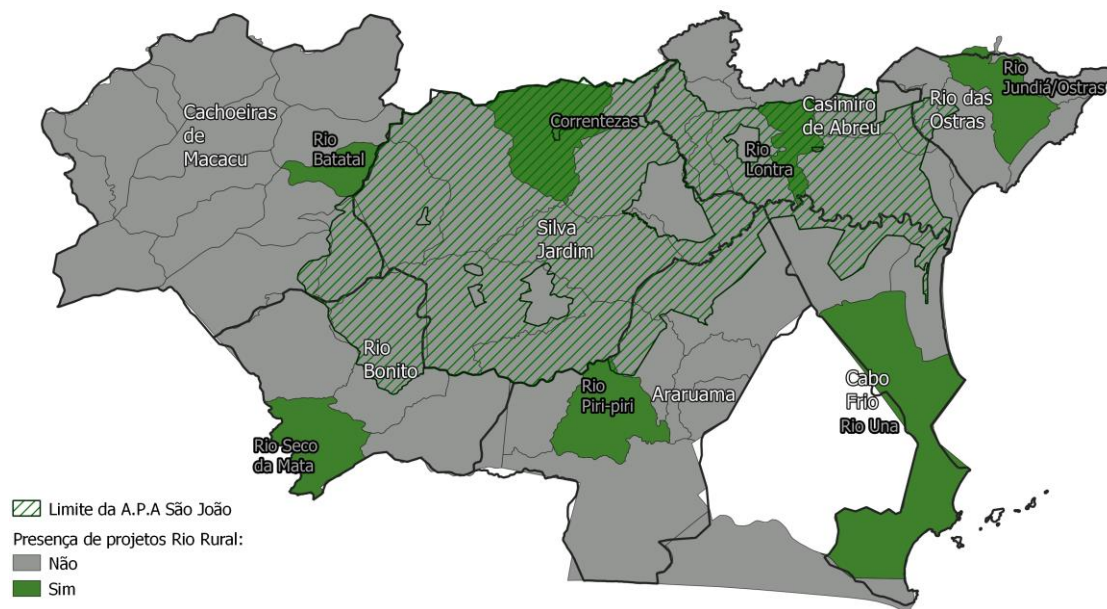 Cachoeiras
de
Macacu
Rio
Batatal
Correntezas
Casimiro
de Abreu
Rio
Lontra
Rio das
Ostras
Rio
Jundiá/Ostras
Silva
Jardim
Rio
Bonito
Rio
Piri-piri
Araruama
Cabo
Frio
Rio Una
Rio Seco
da Mata
Limite da A.P.A São João
Presença de projetos Rio Rural:
Não
Sim